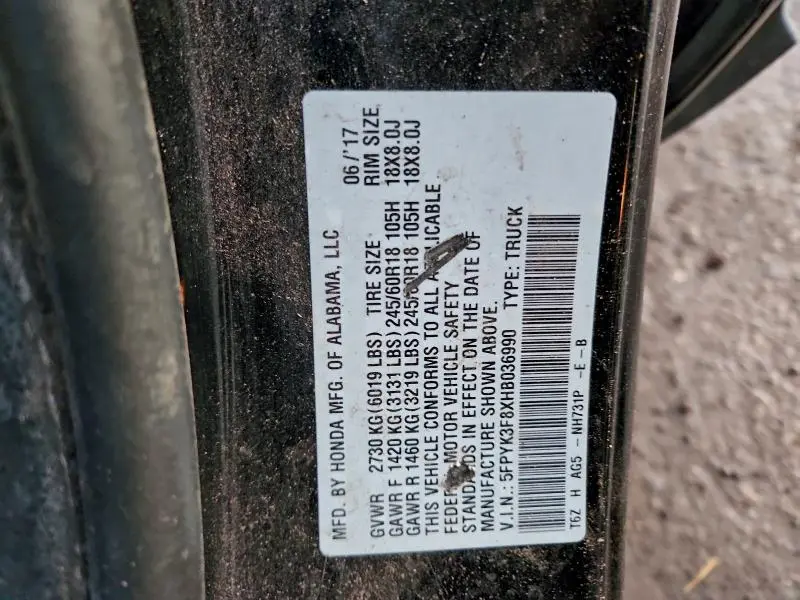 MFD. BY HONDA MFG. OF ALABAMA, LLC 06/'17
GVWR 2730 KG(6019 LBS) TIRE SIZE RIM SIZE
GAWR F 1420 KG(3131 LBS) 245/60R18 105H 18X8.0J
GAWR R 1460 KG(3219 LBS) 245/60R18 105H 18X8.0J
THIS VEHICLE CONFORMS TO ALL APPLICABLE
FEDERAL MOTOR VEHICLE SAFETY
STANDARDS IN EFFECT ON THE DATE OF
MANUFACTURE SHOWN ABOVE.
V.I.N.: 5FPYK3F8XHB036990 TYPE: TRUCK
T6Z H AG5 - NH731P -E-B